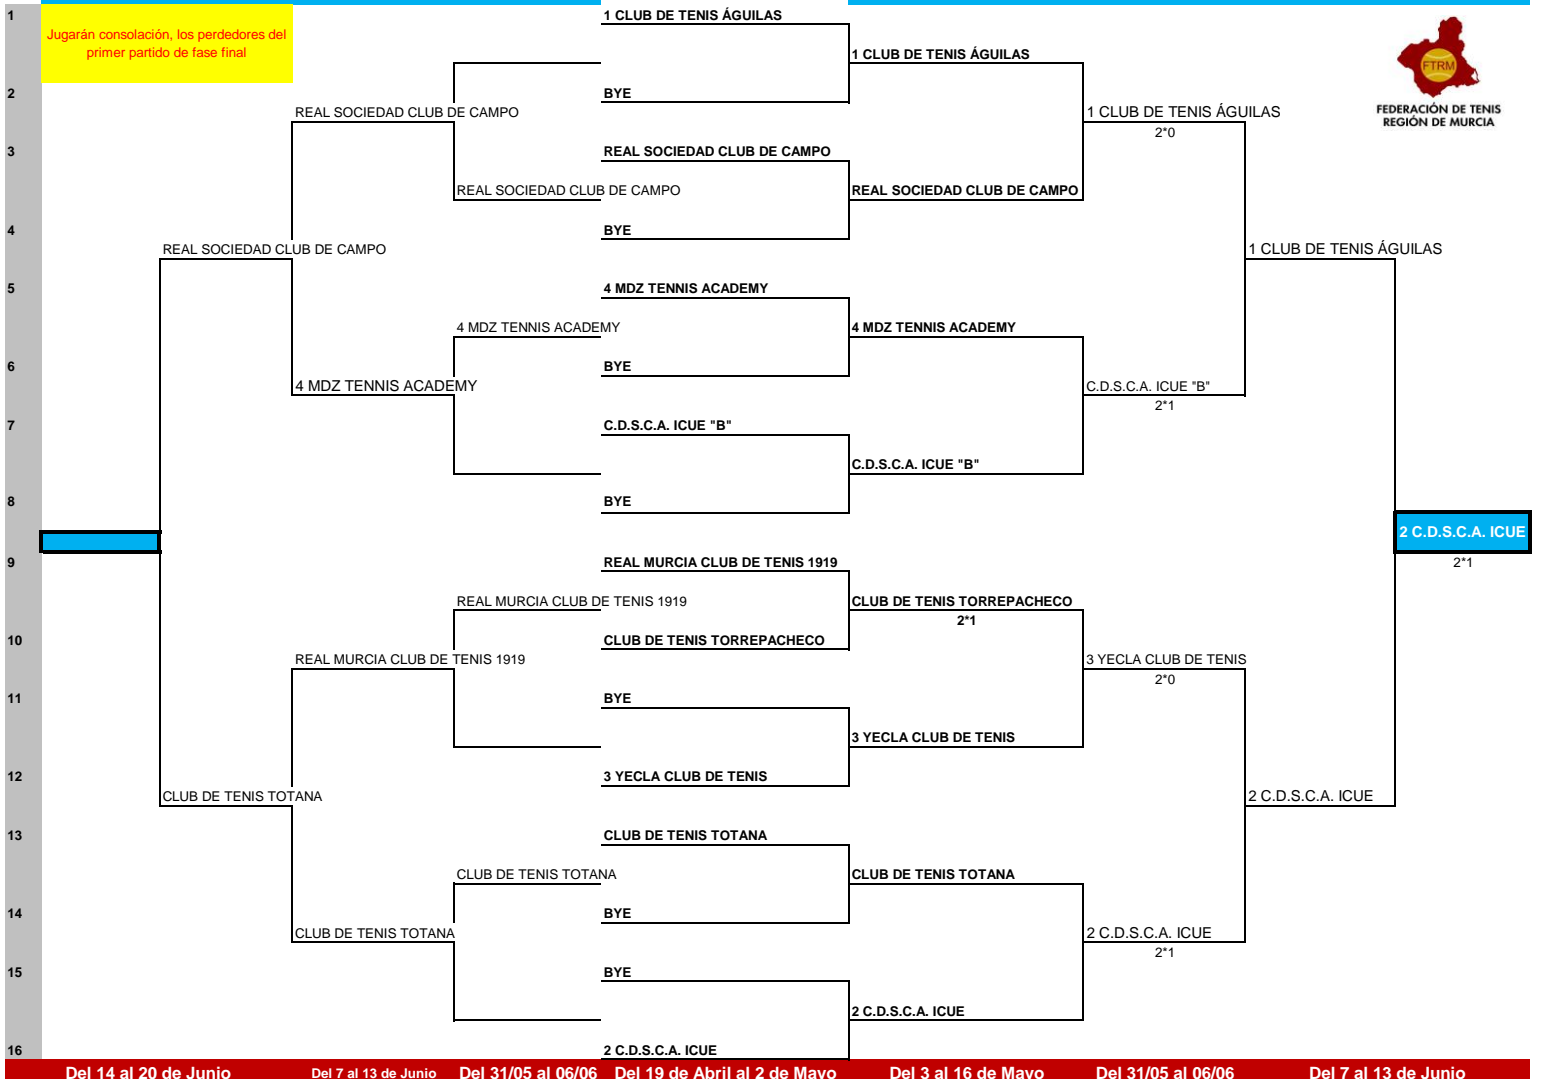 1
1 CLUB DE TENIS ÁGUILAS
Jugarán consolación, los perdedores del
primer partido de fase final
1 CLUB DE TENIS ÁGUILAS
FTRM
FEDERACIÓN DE TENIS
REGIÓN DE MURCIA
2
BYE
REAL SOCIEDAD CLUB DE CAMPO
1 CLUB DE TENIS ÁGUILAS
2*0
3
REAL SOCIEDAD CLUB DE CAMPO
REAL SOCIEDAD CLUB DE CAMPO
REAL SOCIEDAD CLUB DE CAMPO
4
BYE
REAL SOCIEDAD CLUB DE CAMPO
1 CLUB DE TENIS ÁGUILAS
5
4 MDZ TENNIS ACADEMY
4 MDZ TENNIS ACADEMY
4 MDZ TENNIS ACADEMY
6
BYE
4 MDZ TENNIS ACADEMY
C.D.S.C.A. ICUE "B"
2*1
7
C.D.S.C.A. ICUE "B"
C.D.S.C.A. ICUE "B"
8
BYE
2 C.D.S.C.A. ICUE
2*1
9
REAL MURCIA CLUB DE TENIS 1919
REAL MURCIA CLUB DE TENIS 1919
CLUB DE TENIS TORREPACHECO
2*1
10
CLUB DE TENIS TORREPACHECO
REAL MURCIA CLUB DE TENIS 1919
3 YECLA CLUB DE TENIS
2*0
11
BYE
3 YECLA CLUB DE TENIS
12
3 YECLA CLUB DE TENIS
CLUB DE TENIS TOTANA
2 C.D.S.C.A. ICUE
13
CLUB DE TENIS TOTANA
CLUB DE TENIS TOTANA
CLUB DE TENIS TOTANA
14
BYE
CLUB DE TENIS TOTANA
2 C.D.S.C.A. ICUE
2*1
15
BYE
2 C.D.S.C.A. ICUE
16
2 C.D.S.C.A. ICUE
Del 14 al 20 de Junio
Del 7 al 13 de Junio
Del 31/05 al 06/06
Del 19 de Abril al 2 de Mayo
Del 3 al 16 de Mayo
Del 31/05 al 06/06
Del 7 al 13 de Junio